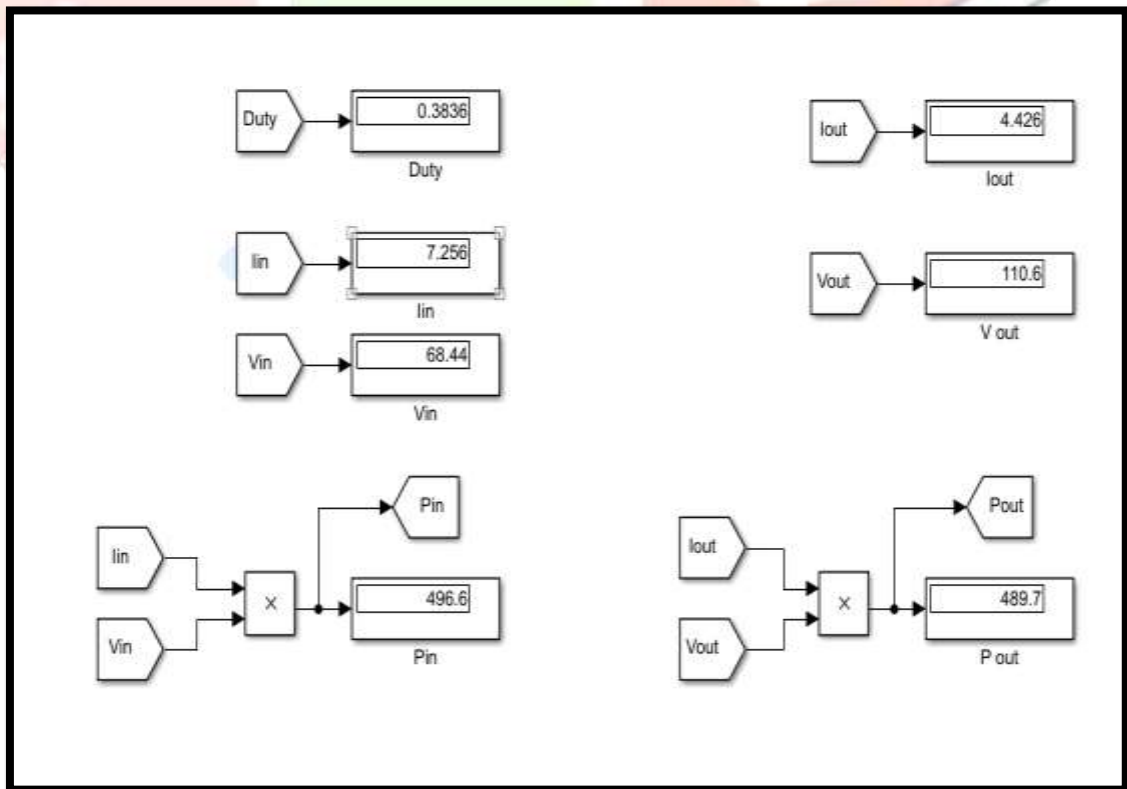 Duty
0.3836
Duty
Iin
7.256
Iin
Vin
68.44
Vin
Iout
4.426
Iout
Vout
110.6
V out
Iin
Vin
×
Pin
496.6
Pin
Iout
Vout
×
Pout
489.7
P out